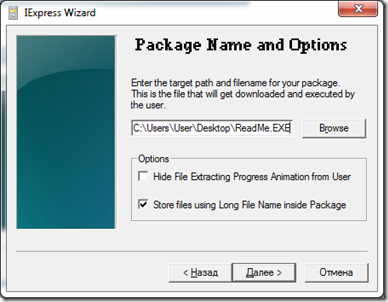 IExpress Wizard
Package Name and Options
Enter the target path and filename for your package.
This is the file that will get downloaded and executed by
the user.
C:\Users\User\Desktop\ReadMe.EXE
Browse
Options
Hide File Extracting Progress Animation from User
Store files using Long File Name inside Package
< Назад
Далее >
Отмена